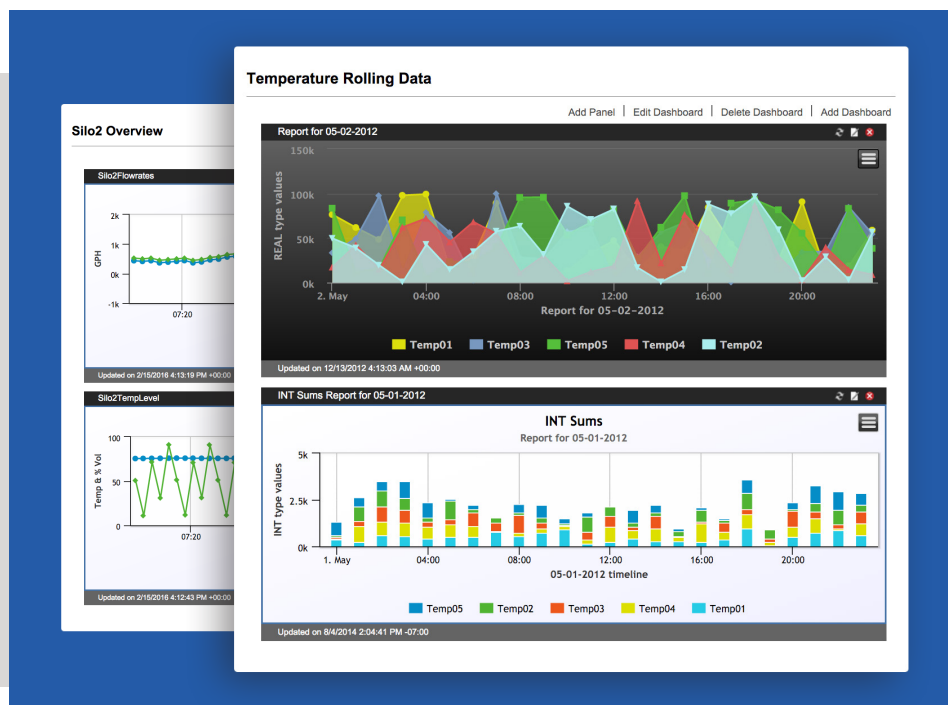 Temperature Rolling Data
Add Panel | Edit Dashboard | Delete Dashboard | Add Dashboard
Report for 05-02-2012
150k
100k
50k
0k
REAL type values
2. May 04:00 08:00 12:00 16:00 20:00
Report for 05-02-2012
Temp01 Temp03 Temp05 Temp04 Temp02
Updated on 12/13/2012 4:13:03 AM +00:00
INT Sums Report for 05-01-2012
INT Sums
Report for 05-01-2012
5k
2.5k
0k
INT type values
1. May 04:00 08:00 12:00 16:00 20:00
05-01-2012 timeline
Temp05 Temp02 Temp03 Temp04 Temp01
Updated on 8/4/2014 2:04:41 PM -07:00
Silo2 Overview
Silo2Flowrates
2k
1k
0k
-1k
GPH
07:20
Updated on 2/15/2016 4:13:19 PM +00:00
Silo2TempLevel
100
50
0
Temp & % Vol
07:20
Updated on 2/15/2016 4:12:43 PM +00:00